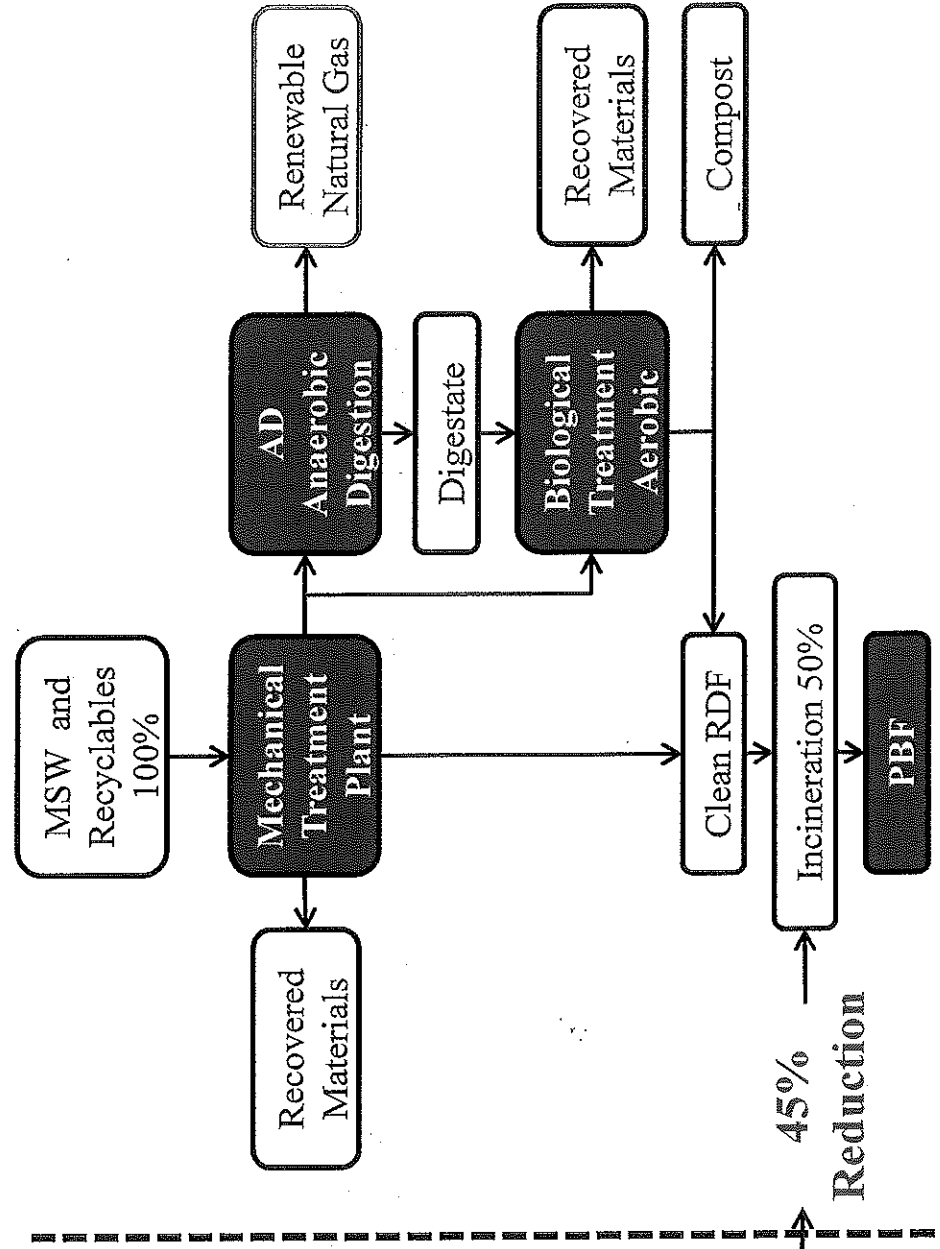 MSW and
Recyclables
100%
Mechanical
Treatment
Plant
Recovered
Materials
AD
Anaerobic
Digestion
Renewable
Natural Gas
Digestate
Biological
Treatment
Aerobic
Recovered
Materials
Compost
Clean RDF
Incineration 50%
PBF
45%
Reduction